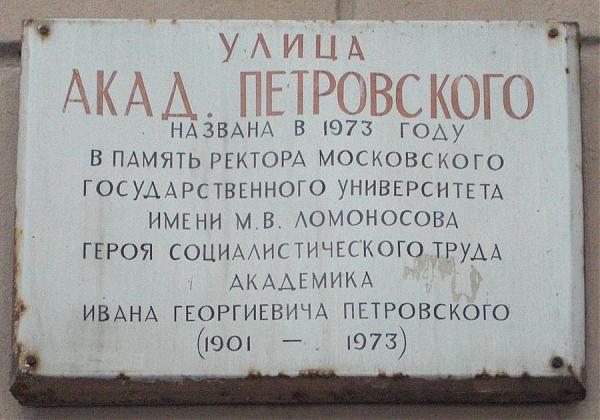 УЛИЦА
АКАД. ПЕТРОВСКОГО
НАЗВАНА В 1973 ГОДУ
В ПАМЯТЬ РЕКТОРА МОСКОВСКОГО
ГОСУДАРСТВЕННОГО УНИВЕРСИТЕТА
ИМЕНИ М.В. ЛОМОНОСОВА
ГЕРОЯ СОЦИАЛИСТИЧЕСКОГО ТРУДА
АКАДЕМИКА
ИВАНА ГЕОРГИЕВИЧА ПЕТРОВСКОГО
(1901 — 1973)